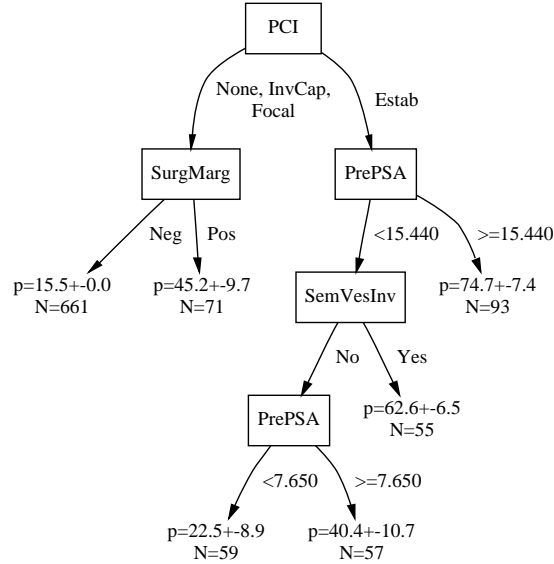 PCI
None, InvCap,
Focal
Estab
SurgMarg
PrePSA
Neg
Pos
<15.440
>=15.440
p=15.5+-0.0
N=661
p=45.2+-9.7
N=71
SemVesInv
p=74.7+-7.4
N=93
No
Yes
PrePSA
p=62.6+-6.5
N=55
<7.650
>=7.650
p=22.5+-8.9
N=59
p=40.4+-10.7
N=57